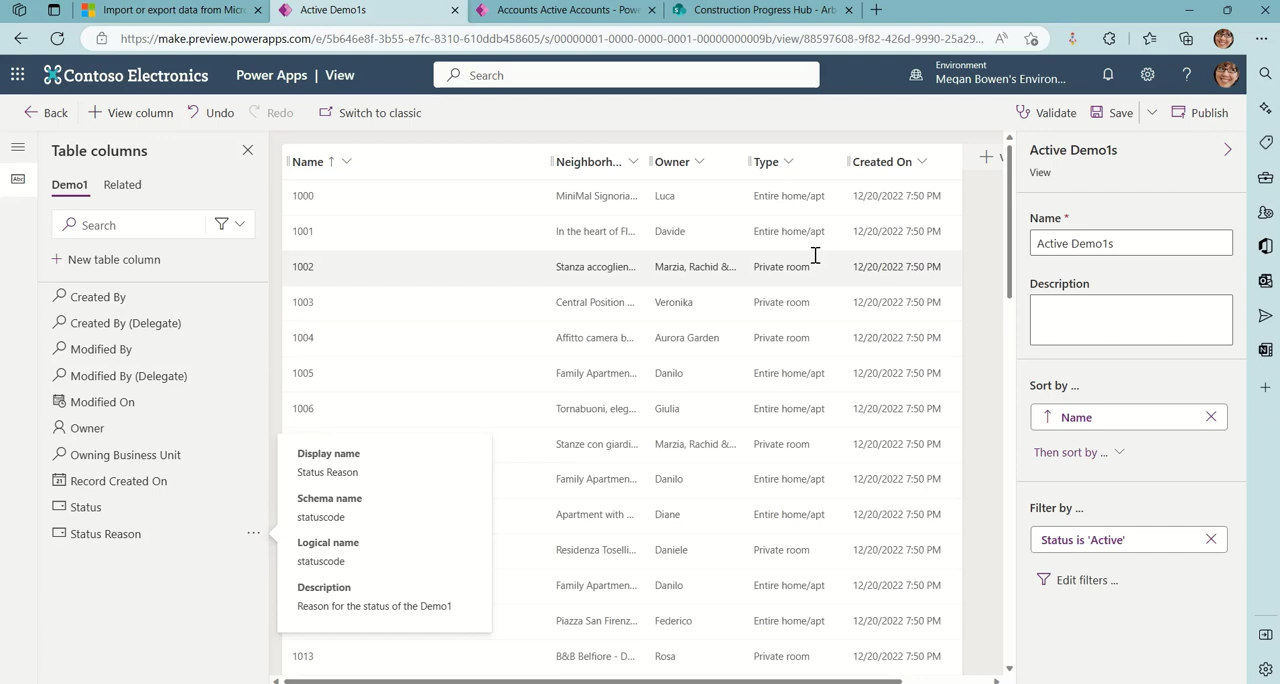 Import or export data from Micr
Active Demo1s
Accounts Active Accounts - Powe
Construction Progress Hub - Arb
https://make.preview.powerapps.com/e/5b646e8f-3b55-e7fc-8310-610ddb458605/s/00000001-0000-0000-0001-00000000009b/view/88597608-9f82-426d-9990-25a29...
Contoso Electronics
Power Apps | View
Search
Environment
Megan Bowen's Environ...
Back
View column
Undo
Redo
Switch to classic
Validate
Save
Publish
Table columns
Demo1
Related
Search
New table column
Created By
Created By (Delegate)
Modified By
Modified By (Delegate)
Modified On
Owner
Owning Business Unit
Record Created On
Status
Status Reason
Display name
Status Reason
Schema name
statuscode
Logical name
statuscode
Description
Reason for the status of the Demo1
Name ↑ Neighborh... Owner Type Created On
1000 MiniMal Signoria... Luca Entire home/apt 12/20/2022 7:50 PM
1001 In the heart of Fl... Davide Entire home/apt 12/20/2022 7:50 PM
1002 Stanza accoglien... Marzia, Rachid &... Private room 12/20/2022 7:50 PM
1003 Central Position ... Veronika Private room 12/20/2022 7:50 PM
1004 Affitto camera b... Aurora Garden Private room 12/20/2022 7:50 PM
1005 Family Apartmen... Danilo Entire home/apt 12/20/2022 7:50 PM
1006 Tornabuoni, eleg... Giulia Entire home/apt 12/20/2022 7:50 PM
Stanze con giardi... Marzia, Rachid &... Private room 12/20/2022 7:50 PM
Family Apartmen... Danilo Entire home/apt 12/20/2022 7:50 PM
Apartment with ... Diane Entire home/apt 12/20/2022 7:50 PM
Residenza Toselli... Daniele Private room 12/20/2022 7:50 PM
Family Apartmen... Danilo Entire home/apt 12/20/2022 7:50 PM
Piazza San Firenz... Federico Entire home/apt 12/20/2022 7:50 PM
1013 B&B Belfiore - D... Rosa Private room 12/20/2022 7:50 PM
Active Demo1s
View
Name *
Active Demo1s
Description
Sort by ...
Name
Then sort by ...
Filter by ...
Status is 'Active'
Edit filters ...